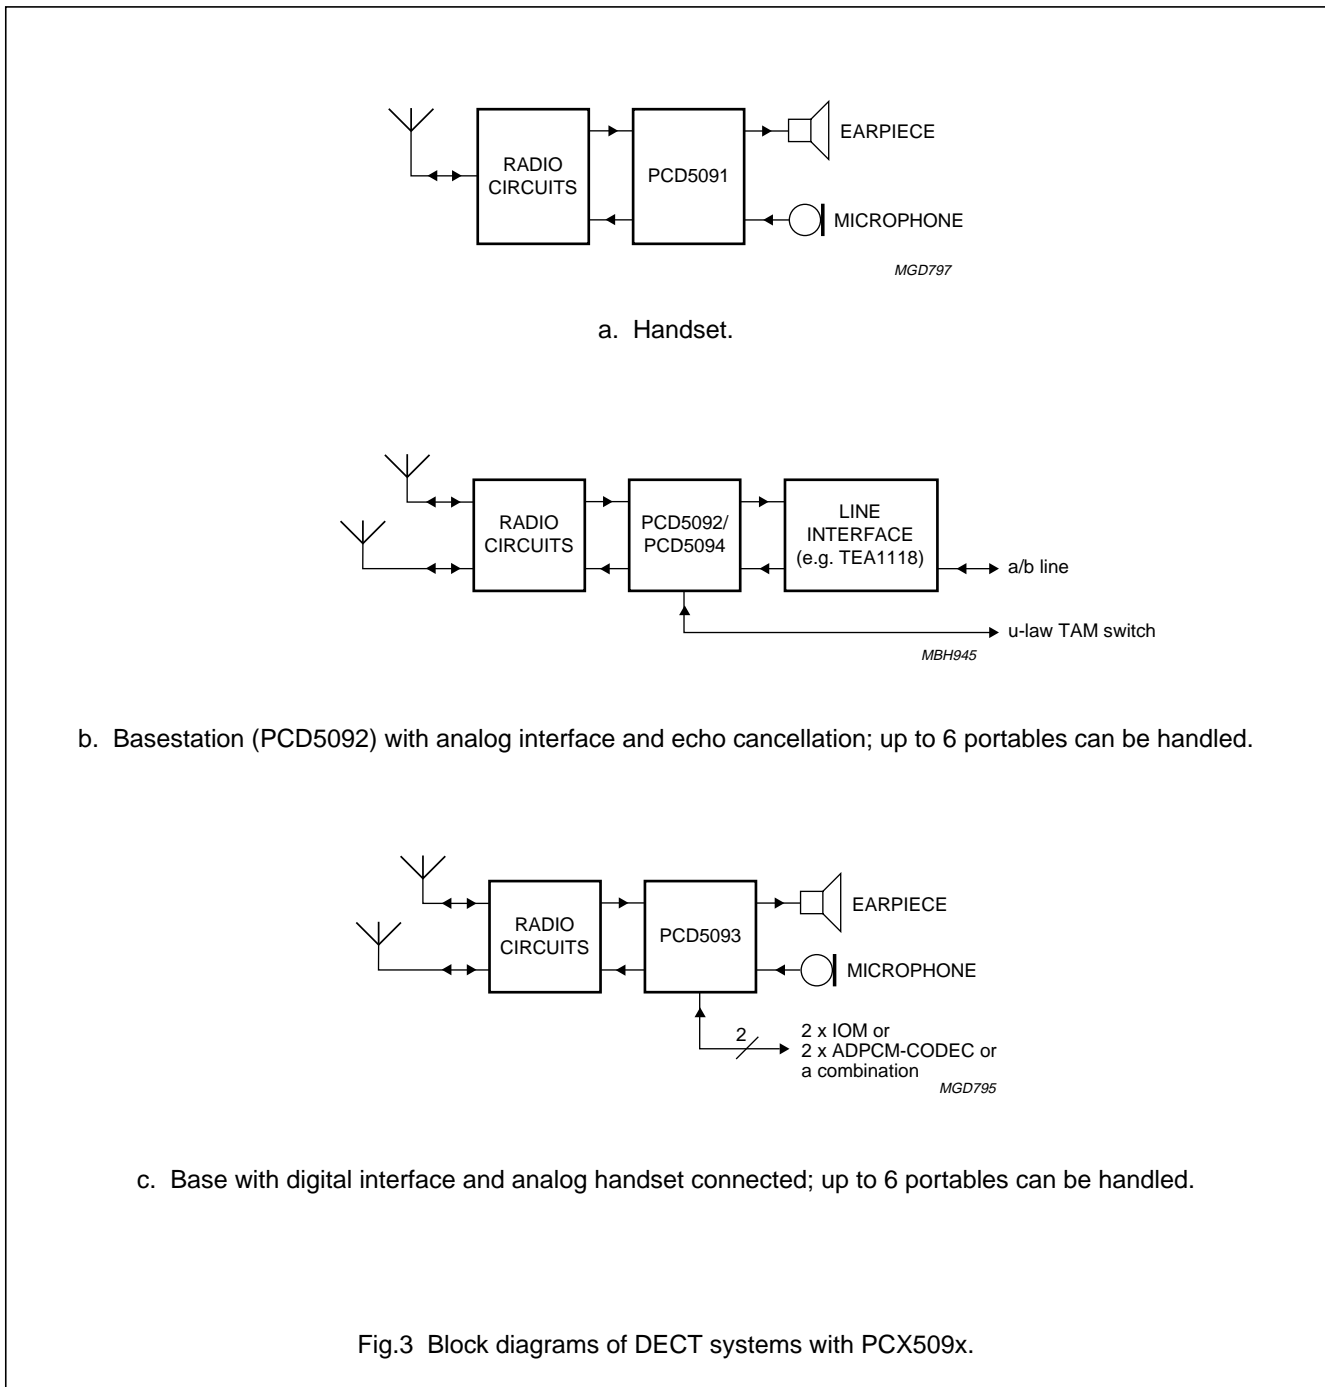 RADIO
CIRCUITS
PCD5091
EARPIECE
MICROPHONE
MGD797
a. Handset.
RADIO
CIRCUITS
PCD5092/
PCD5094
LINE
INTERFACE
(e.g. TEA1118)
a/b line
u-law TAM switch
MBH945
b. Basestation (PCD5092) with analog interface and echo cancellation; up to 6 portables can be handled.
RADIO
CIRCUITS
PCD5093
EARPIECE
MICROPHONE
2
2 x IOM or
2 x ADPCM-CODEC or
a combination
MGD795
c. Base with digital interface and analog handset connected; up to 6 portables can be handled.
Fig.3 Block diagrams of DECT systems with PCX509x.